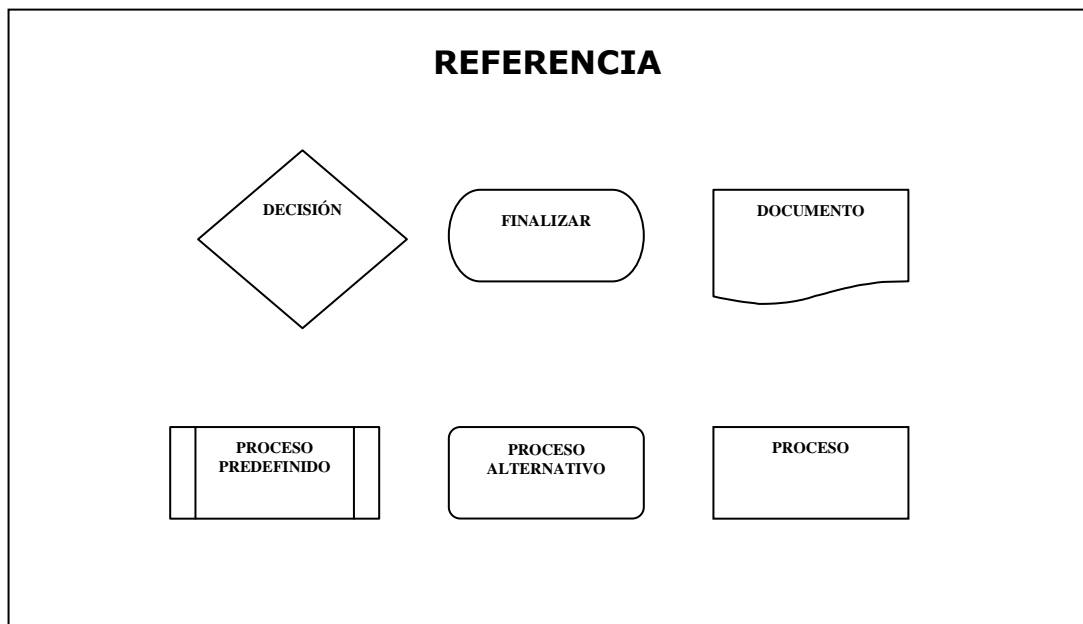 REFERENCIA
DECISIÓN
FINALIZAR
DOCUMENTO
PROCESO
PREDEFINIDO
PROCESO
ALTERNATIVO
PROCESO